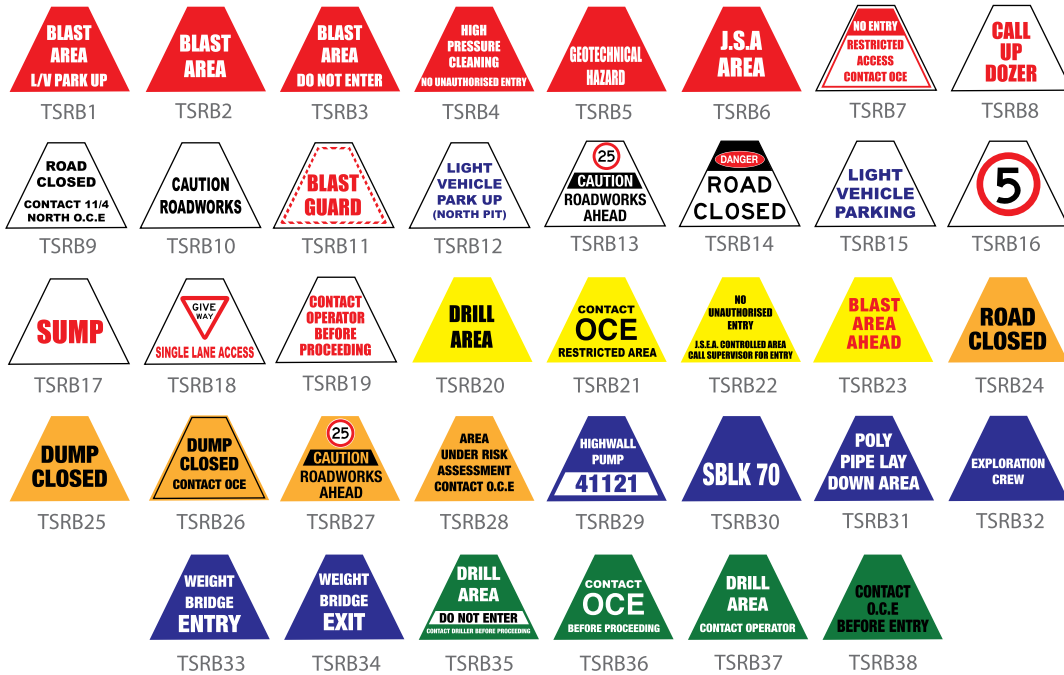 BLAST
AREA
L/V PARK UP
TSRB1
BLAST
AREA
TSRB2
BLAST
AREA
DO NOT ENTER
TSRB3
HIGH
PRESSURE
CLEANING
NO UNAUTHORISED ENTRY
TSRB4
GEOTECHNICAL
HAZARD
TSRB5
J.S.A
AREA
TSRB6
NO ENTRY
RESTRICTED
ACCESS
CONTACT OCE
TSRB7
CALL
UP
DOZER
TSRB8
ROAD
CLOSED
CONTACT 11/4
NORTH O.C.E
TSRB9
CAUTION
ROADWORKS
TSRB10
BLAST
GUARD
TSRB11
LIGHT
VEHICLE
PARK UP
(NORTH PIT)
TSRB12
25
CAUTION
ROADWORKS
AHEAD
TSRB13
DANGER
ROAD
CLOSED
TSRB14
LIGHT
VEHICLE
PARKING
TSRB15
5
TSRB16
SUMP
TSRB17
GIVE
WAY
SINGLE LANE ACCESS
TSRB18
CONTACT
OPERATOR
BEFORE
PROCEEDING
TSRB19
DRILL
AREA
TSRB20
CONTACT
OCE
RESTRICTED AREA
TSRB21
NO
UNAUTHORISED
ENTRY
J.S.E.A. CONTROLLED AREA
CALL SUPERVISOR FOR ENTRY
TSRB22
BLAST
AREA
AHEAD
TSRB23
ROAD
CLOSED
TSRB24
DUMP
CLOSED
TSRB25
DUMP
CLOSED
CONTACT OCE
TSRB26
25
CAUTION
ROADWORKS
AHEAD
TSRB27
AREA
UNDER RISK
ASSESSMENT
CONTACT O.C.E
TSRB28
HIGHWALL
PUMP
41121
TSRB29
SBLK 70
TSRB30
POLY
PIPE LAY
DOWN AREA
TSRB31
EXPLORATION
CREW
TSRB32
WEIGHT
BRIDGE
ENTRY
TSRB33
WEIGHT
BRIDGE
EXIT
TSRB34
DRILL
AREA
DO NOT ENTER
CONTACT DRILLER BEFORE PROCEEDING
TSRB35
CONTACT
OCE
BEFORE PROCEEDING
TSRB36
DRILL
AREA
CONTACT OPERATOR
TSRB37
CONTACT
O.C.E
BEFORE ENTRY
TSRB38